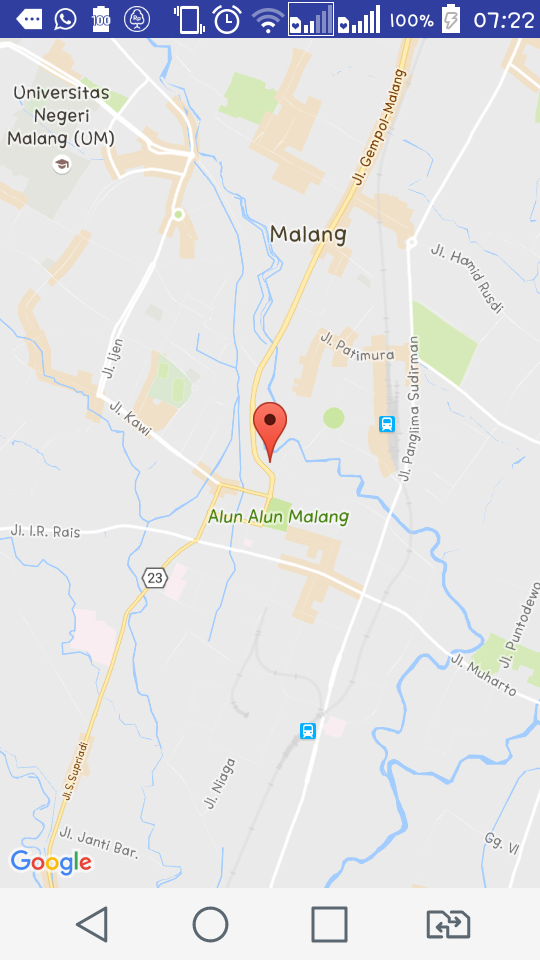 100 100% 07:22
Universitas
Negeri
Malang (UM)
Jl. Gempol-Malang
Malang
Jl. Hamid Rusdi
Jl. Patimura
Jl. Ijen
Jl. Panglima Sudirman
Jl. Kawi
Alun Alun Malang
Jl. I.R. Rais
23
Jl. Puntodewo
Jl. Muharto
Jl.S.Supriadi
Jl. Niaga
Jl. Janti Bar.
Gg. VI
Google